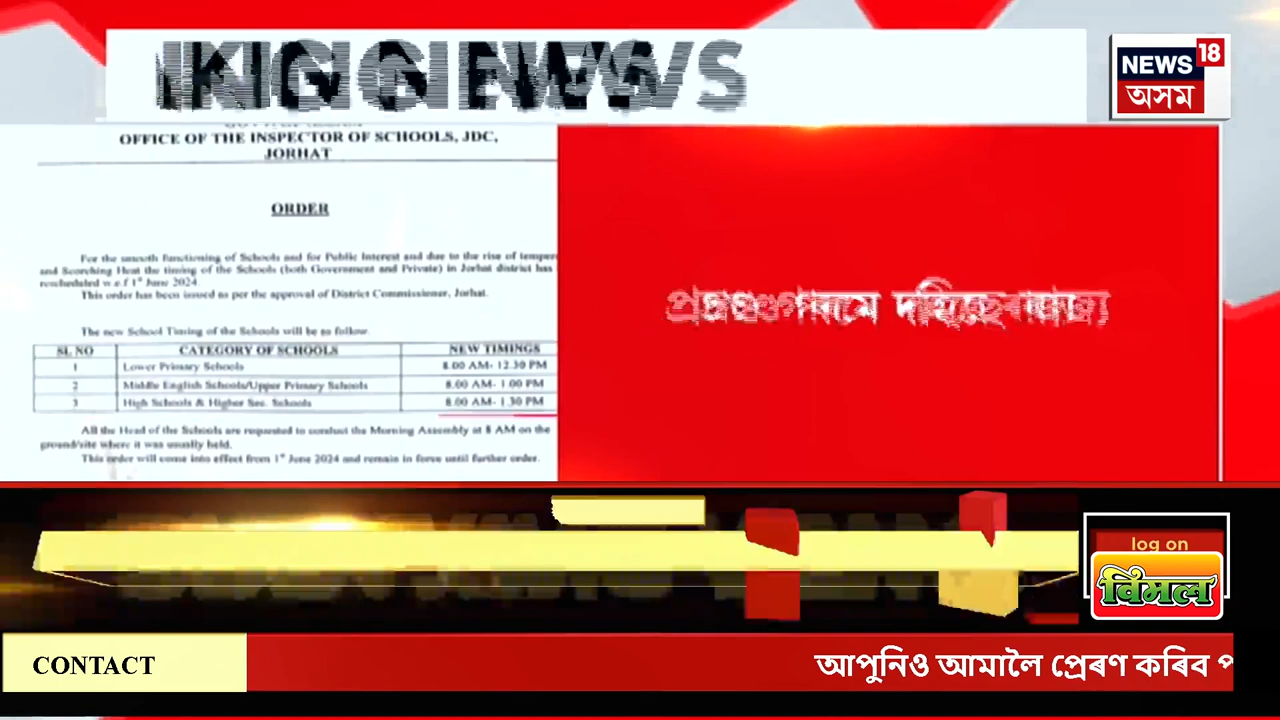 NEWS 18
অসম
OFFICE OF THE INSPECTOR OF SCHOOLS, JDC,
JORHAT
ORDER
For the smooth functioning of Schools and for Public Interest and due to the rise of
and Scorching Heat the timing of the Schools (both Government and Private) in Jorhat district has
rescheduled w.e.f 1st June 2024.
This order has been issued as per the approval of District Commissioner, Jorhat.
The new School Timing of the Schools will be as follow.
SL NO CATEGORY OF SCHOOLS NEW TIMINGS
1 Lower Primary Schools 8.00 AM- 12.30 PM
2 Middle English Schools/Upper Primary Schools 8.00 AM- 1.00 PM
3 High Schools & Higher Sec. Schools 8.00 AM- 1.30 PM
All the Head of the Schools are requested to conduct the Morning Assembly at 8 AM on the
ground/site where it was usually held.
This order will come into effect from 1st June 2024 and remain in force until further order.
log on
विमल
CONTACT
আপুনিও আমালৈ প্ৰেৰণ কৰিব